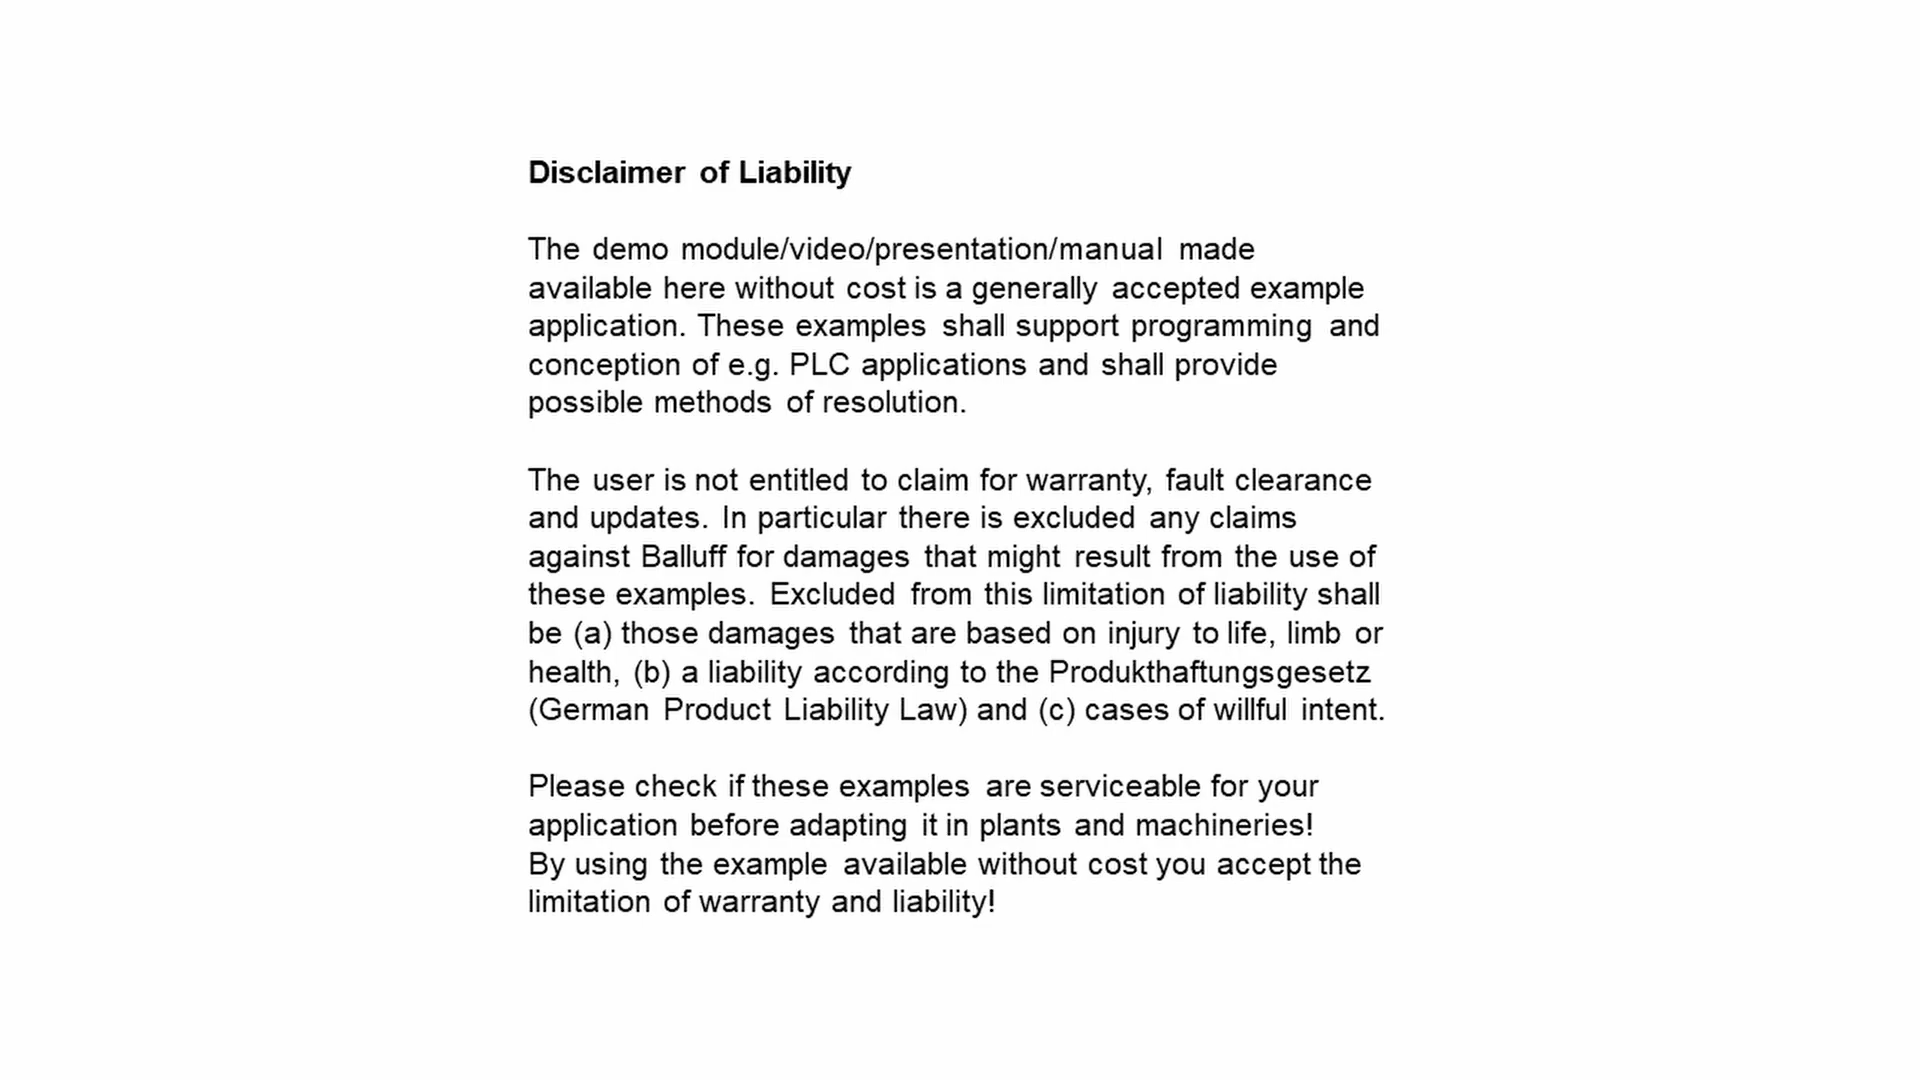 Disclaimer of Liability
The demo module/video/presentation/manual made
available here without cost is a generally accepted example
application. These examples shall support programming and
conception of e.g. PLC applications and shall provide
possible methods of resolution.
The user is not entitled to claim for warranty, fault clearance
and updates. In particular there is excluded any claims
against Balluff for damages that might result from the use of
these examples. Excluded from this limitation of liability shall
be (a) those damages that are based on injury to life, limb or
health, (b) a liability according to the Produkthaftungsgesetz
(German Product Liability Law) and (c) cases of willful intent.
Please check if these examples are serviceable for your
application before adapting it in plants and machineries!
By using the example available without cost you accept the
limitation of warranty and liability!